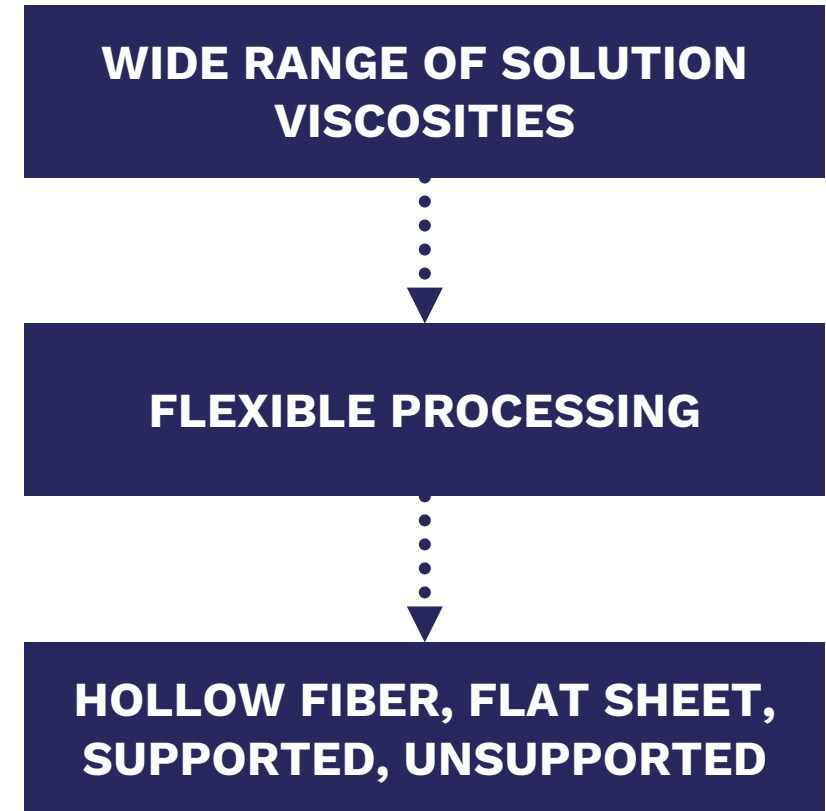 WIDE RANGE OF SOLUTION
VISCOSITIES
FLEXIBLE PROCESSING
HOLLOW FIBER, FLAT SHEET,
SUPPORTED, UNSUPPORTED